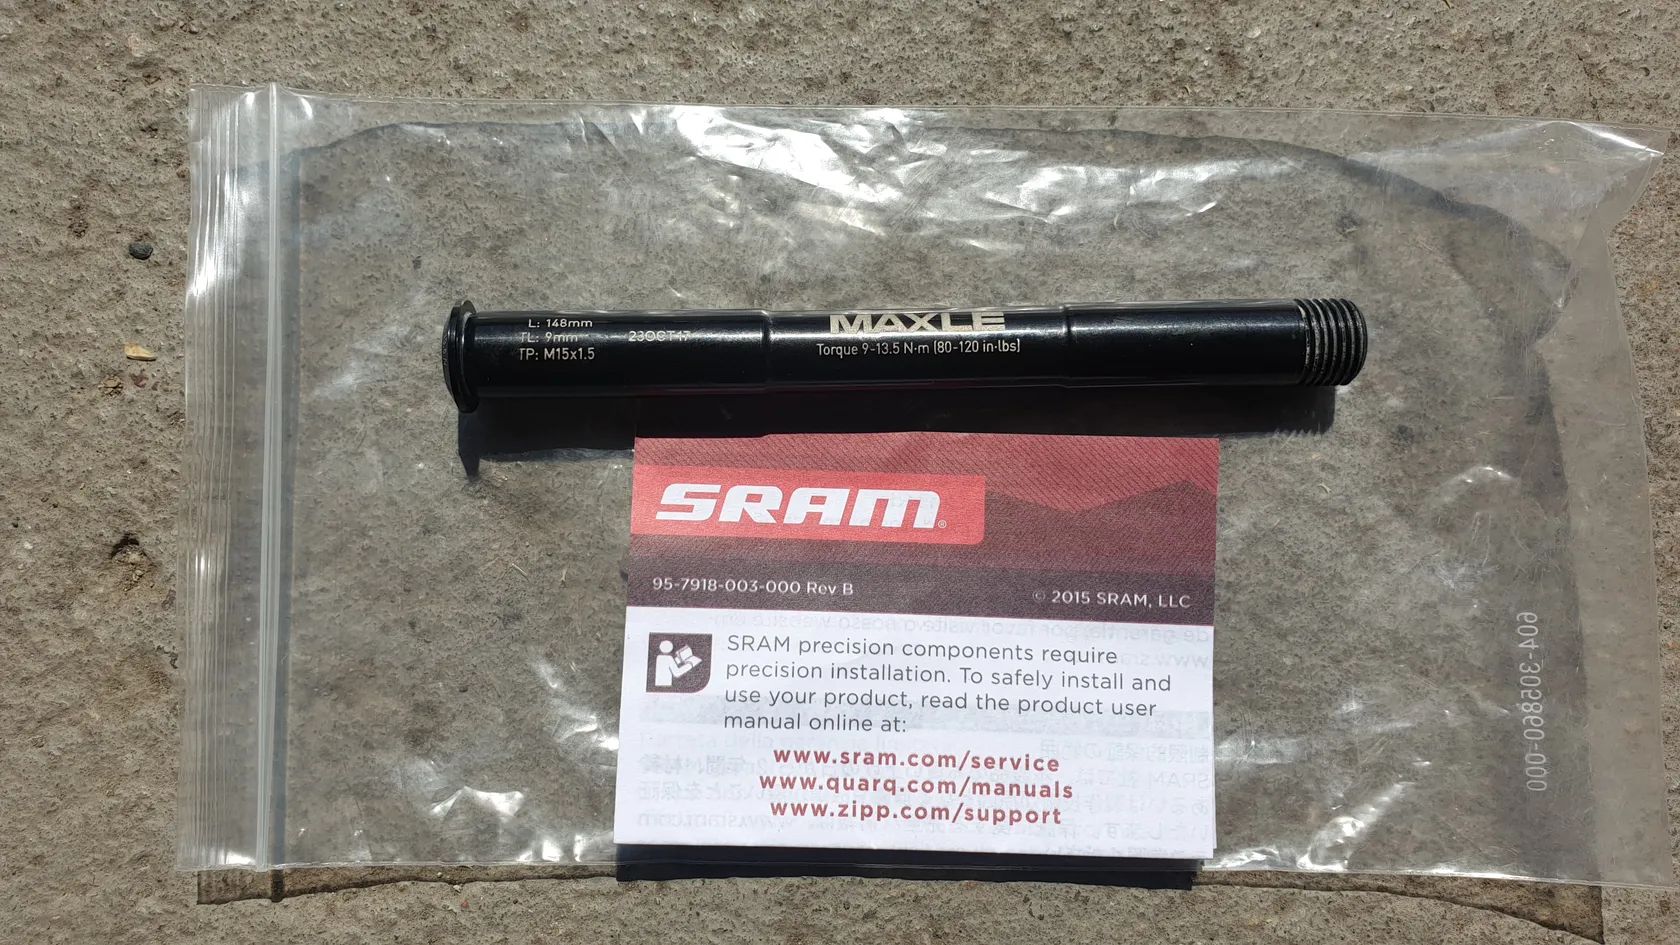 L: 148mm
TL: 9mm
23OCT17
TP: M15x1.5
MAXLE
Torque 9-13.5 N·m (80-120 in·lbs)
SRAM®
95-7918-003-000 Rev B
© 2015 SRAM, LLC
SRAM precision components require
precision installation. To safely install and
use your product, read the product user
manual online at:
www.sram.com/service
www.quarq.com/manuals
www.zipp.com/support
604-305860-000